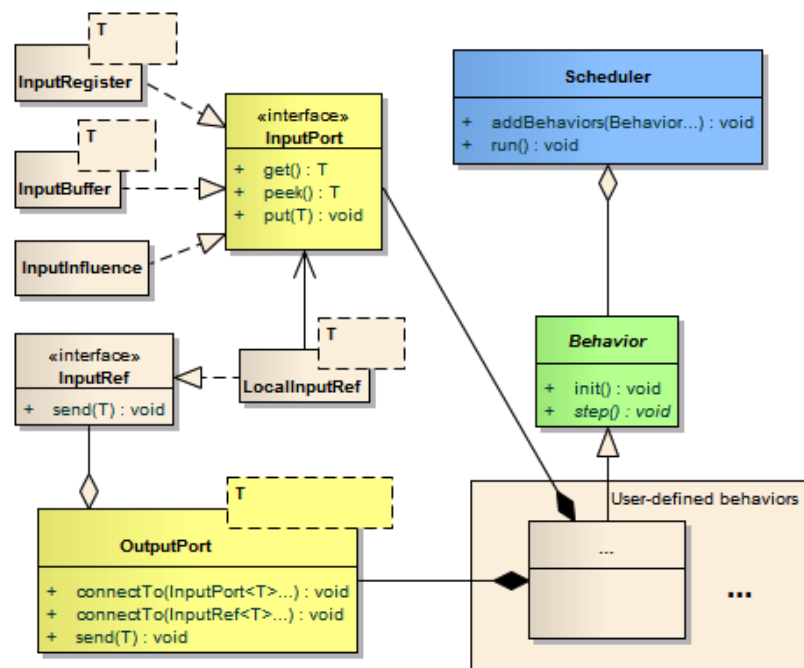 T
InputRegister
T
InputBuffer
InputInfluence
«interface»
InputPort
+ get() : T
+ peek() : T
+ put(T) : void
Scheduler
+ addBehaviors(Behavior...) : void
+ run() : void
«interface»
InputRef
+ send(T) : void
T
LocalInputRef
Behavior
+ init() : void
+ step() : void
T
OutputPort
+ connectTo(InputPort<T>...) : void
+ connectTo(InputRef<T>...) : void
+ send(T) : void
User-defined behaviors
...
...